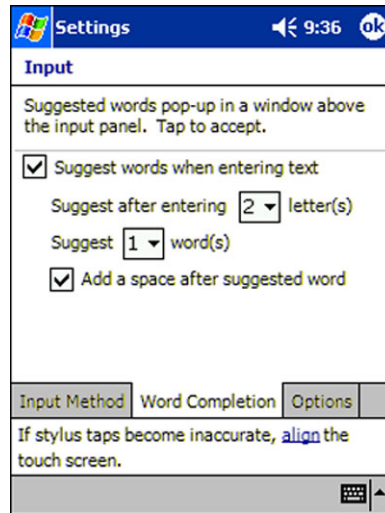 Settings 9:36 ok
Input
Suggested words pop-up in a window above
the input panel. Tap to accept.
Suggest words when entering text
Suggest after entering 2 letter(s)
Suggest 1 word(s)
Add a space after suggested word
Input Method Word Completion Options
If stylus taps become inaccurate, align the
touch screen.